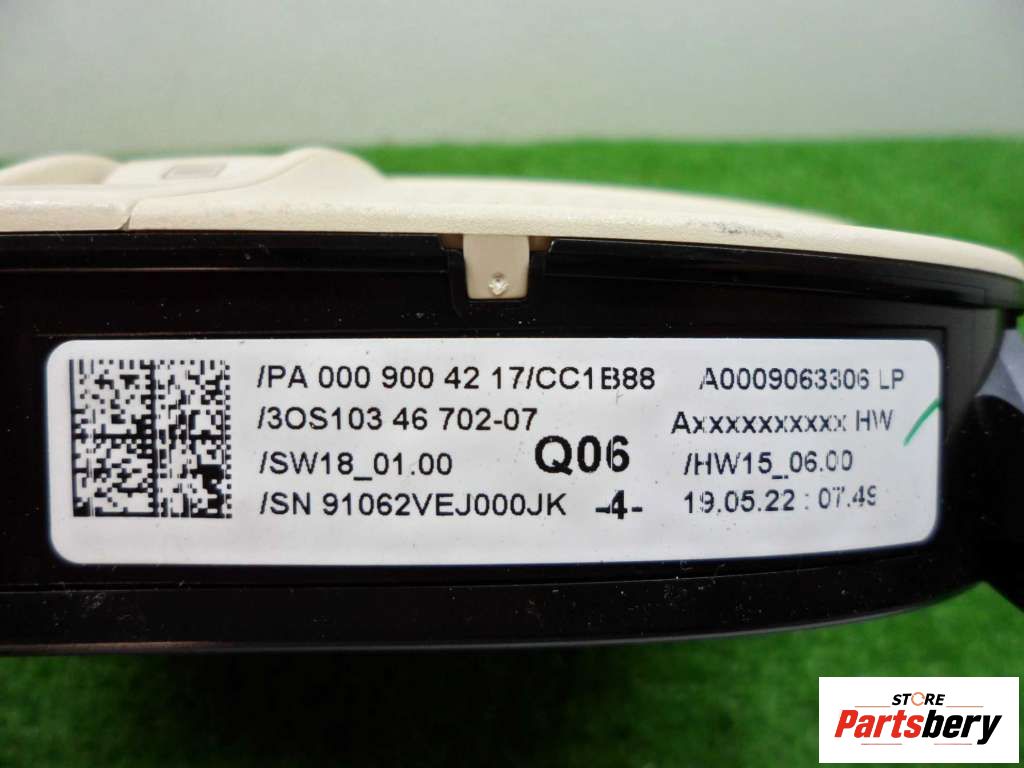 /PA 000 900 42 17/CC1B88 A0009063306 LP
/3OS103 46 702-07 Axxxxxxxxxx HW
/SW18_01.00 Q06 /HW15_06.00
/SN 91062VEJ000JK -4- 19.05.22 : 07.49
STORE
Partsbery